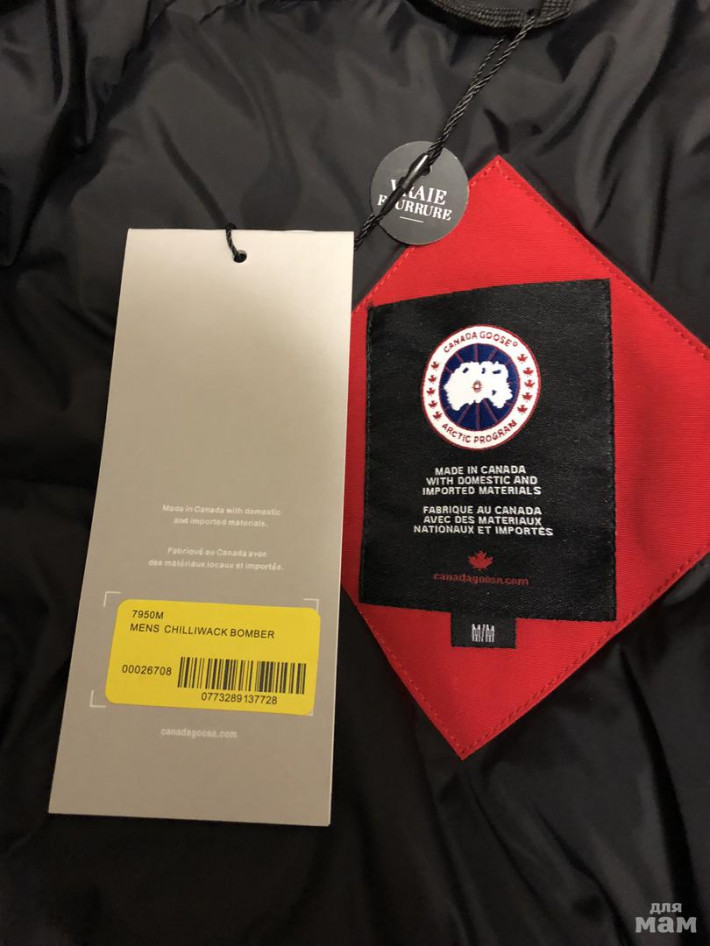 VRAIE
FOURRURE
CANADA GOOSE®
ARCTIC PROGRAM
MADE IN CANADA
WITH DOMESTIC AND
IMPORTED MATERIALS
FABRIQUE AU CANADA
AVEC DES MATERIAUX
NATIONAUX ET IMPORTÉS
canadagoose.com
M/M
Made in Canada with domestic
and imported materials.
Fabriqué au Canada avec
des matériaux locaux et importés.
7950M
MENS CHILLIWACK BOMBER
00026708
0773289137728
canadagoose.com
для
мам